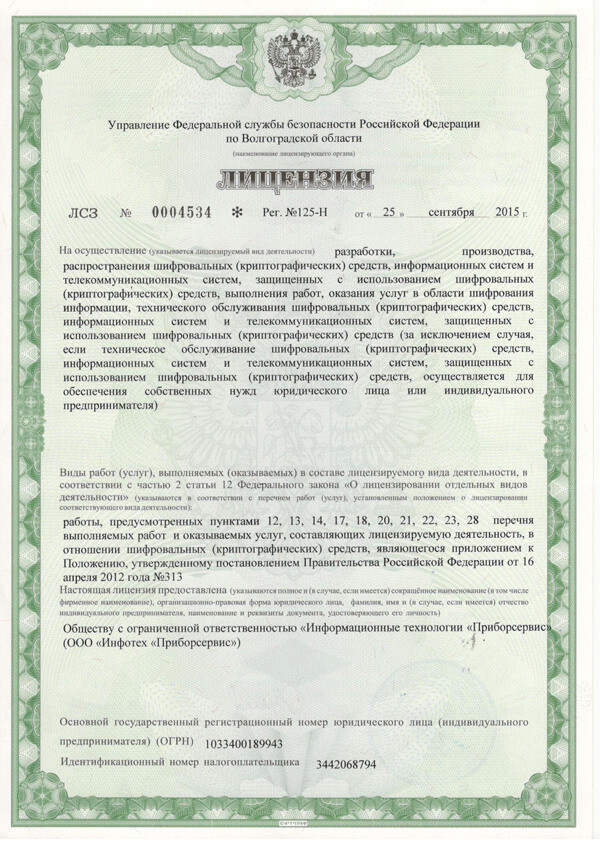 Управление Федеральной службы безопасности Российской Федерации
по Волгоградской области
(наименование лицензирующего органа)
ЛИЦЕНЗИЯ
ЛСЗ № 0004534 * Рег. №125-Н от « 25 » сентября 2015 г.
На осуществление (указывается лицензируемый вид деятельности) разработки, производства,
распространения шифровальных (криптографических) средств, информационных систем и
телекоммуникационных систем, защищенных с использованием шифровальных
(криптографических) средств, выполнения работ, оказания услуг в области шифрования
информации, технического обслуживания шифровальных (криптографических) средств,
информационных систем и телекоммуникационных систем, защищенных с
использованием шифровальных (криптографических) средств (за исключением случая,
если техническое обслуживание шифровальных (криптографических) средств,
информационных систем и телекоммуникационных систем, защищенных с
использованием шифровальных (криптографических) средств, осуществляется для
обеспечения собственных нужд юридического лица или индивидуального
предпринимателя)
Виды работ (услуг), выполняемых (оказываемых) в составе лицензируемого вида деятельности, в
соответствии с частью 2 статьи 12 Федерального закона «О лицензировании отдельных видов
деятельности» (указываются в соответствии с перечнем работ (услуг), установленным положением о лицензировании
соответствующего вида деятельности):
работы, предусмотренных пунктами 12, 13, 14, 17, 18, 20, 21, 22, 23, 28 перечня
выполняемых работ и оказываемых услуг, составляющих лицензируемую деятельность, в
отношении шифровальных (криптографических) средств, являющегося приложением к
Положению, утвержденному постановлением Правительства Российской Федерации от 16
апреля 2012 года №313
Настоящая лицензия предоставлена (указываются полное и (в случае, если имеется) сокращённое наименование (в том числе
фирменное наименование), организационно-правовая форма юридического лица, фамилия, имя и (в случае, если имеется) отчество
индивидуального предпринимателя, наименование и реквизиты документа, удостоверяющего его личность)
Обществу с ограниченной ответственностью «Информационные технологии «Приборсервис»
(ООО «Инфотех «Приборсервис»)
Основной государственный регистрационный номер юридического лица (индивидуального
предпринимателя) (ОГРН) 1033400189943
Идентификационный номер налогоплательщика 3442068794